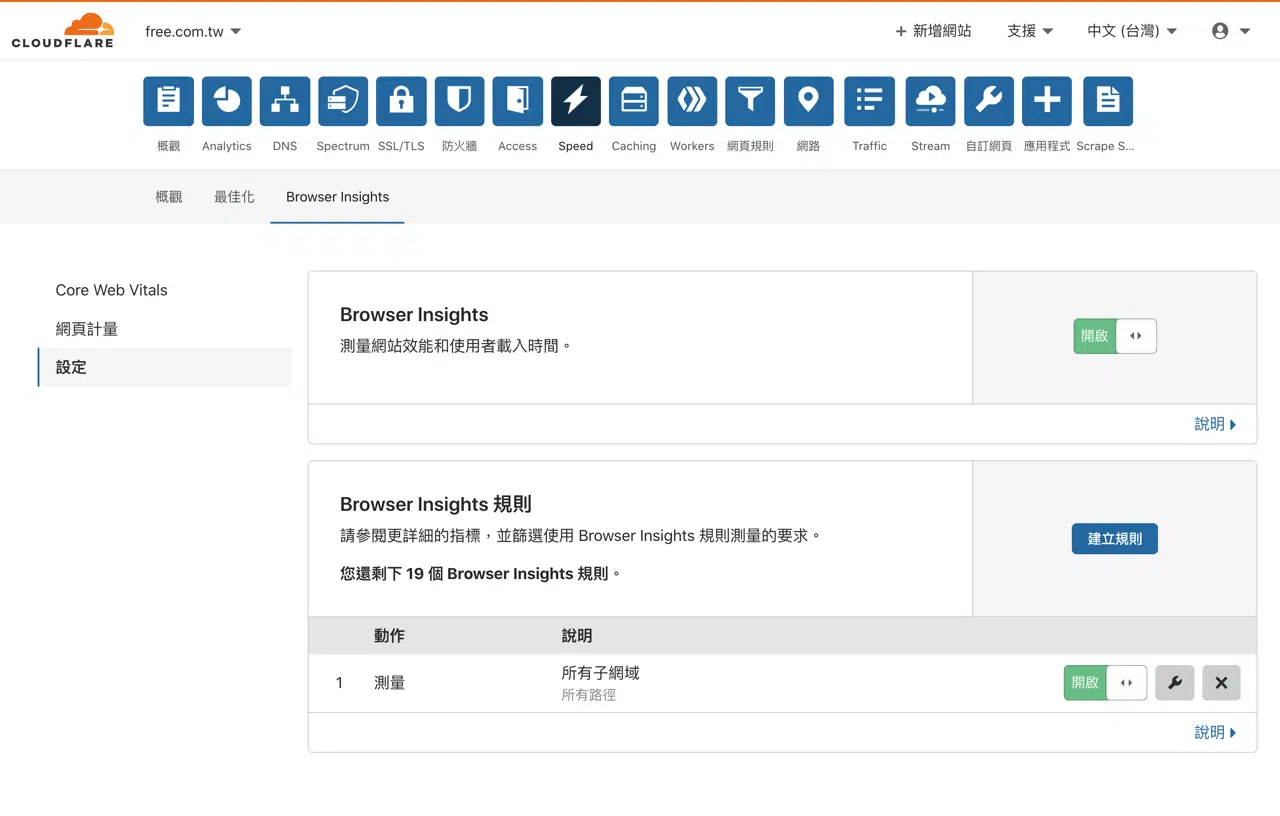 CLOUDFLARE
free.com.tw
+ 新增網站
支援
中文 (台灣)
概觀
Analytics
DNS
Spectrum
SSL/TLS
防火牆
Access
Speed
Caching
Workers
網頁規則
網路
Traffic
Stream
自訂網頁
應用程式
Scrape S...
概觀
最佳化
Browser Insights
Core Web Vitals
網頁計量
設定
Browser Insights
測量網站效能和使用者載入時間。
開啟
說明
Browser Insights 規則
請參閱更詳細的指標，並篩選使用 Browser Insights 規則測量的要求。
您還剩下 19 個 Browser Insights 規則。
建立規則
動作
說明
1
測量
所有子網域
所有路徑
開啟
說明